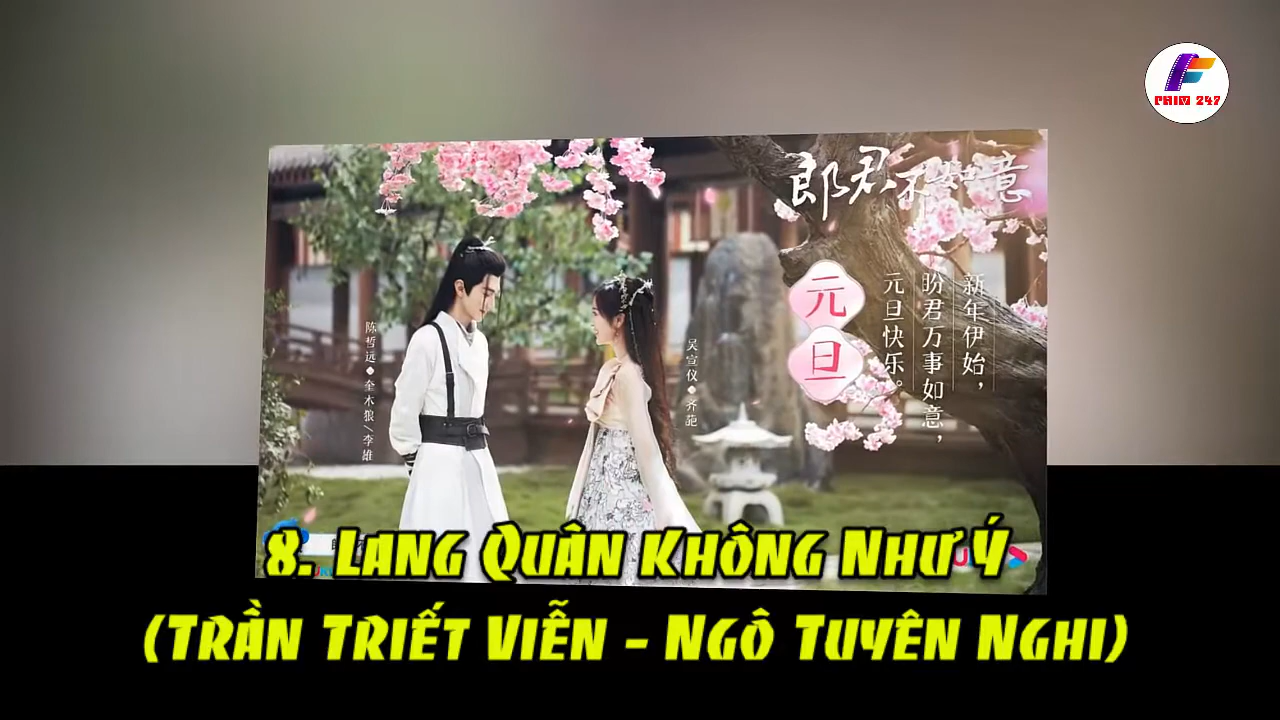 PHIM 247
郎君不如意
元旦
新年伊始，
盼君万事如意，
元旦快乐。
陈哲远 奎木狼/李雄
吴宣仪 齐葩
8. Lang Quân Không Như Ý
(Trần Triết Viễn - Ngô Tuyên Nghi)